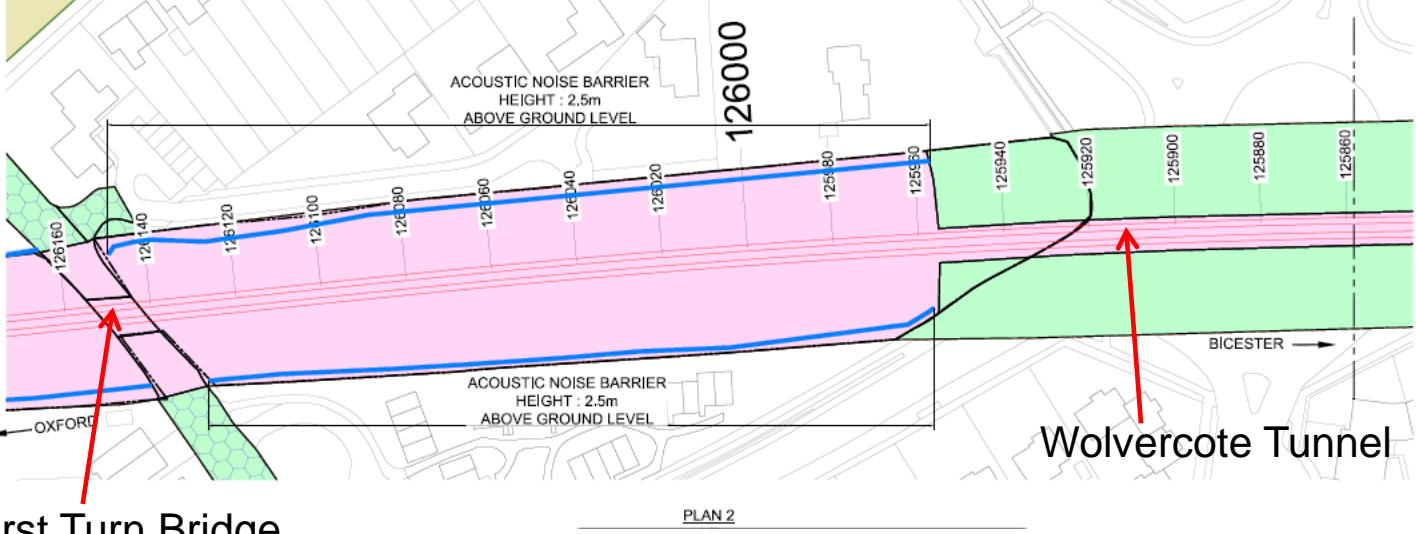 ACOUSTIC NOISE BARRIER
HEIGHT : 2.5m
ABOVE GROUND LEVEL
126000
126160
126140
126120
126100
126080
126060
126040
126020
125980
125960
125940
125920
125900
125880
125860
BICESTER
ACOUSTIC NOISE BARRIER
HEIGHT : 2.5m
ABOVE GROUND LEVEL
OXFORD
Wolvercote Tunnel
rst Turn Bridge
PLAN 2